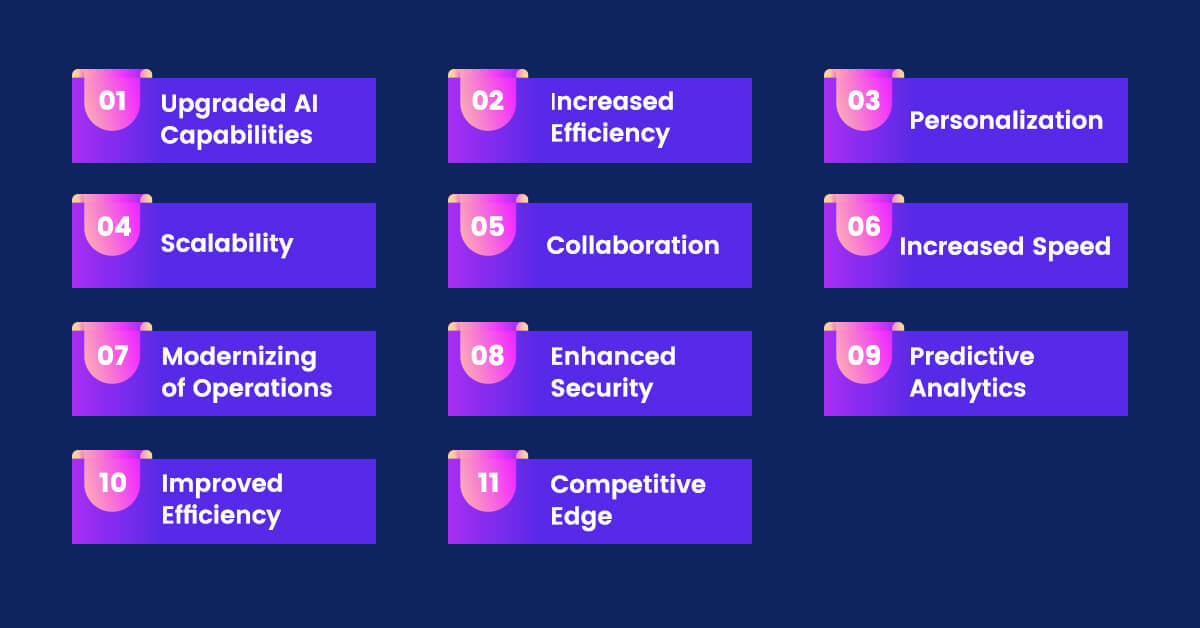 01
Upgraded AI
Capabilities
02
Increased
Efficiency
03
Personalization
04
Scalability
05
Collaboration
06
Increased Speed
07
Modernizing
of Operations
08
Enhanced
Security
09
Predictive
Analytics
10
Improved
Efficiency
11
Competitive
Edge